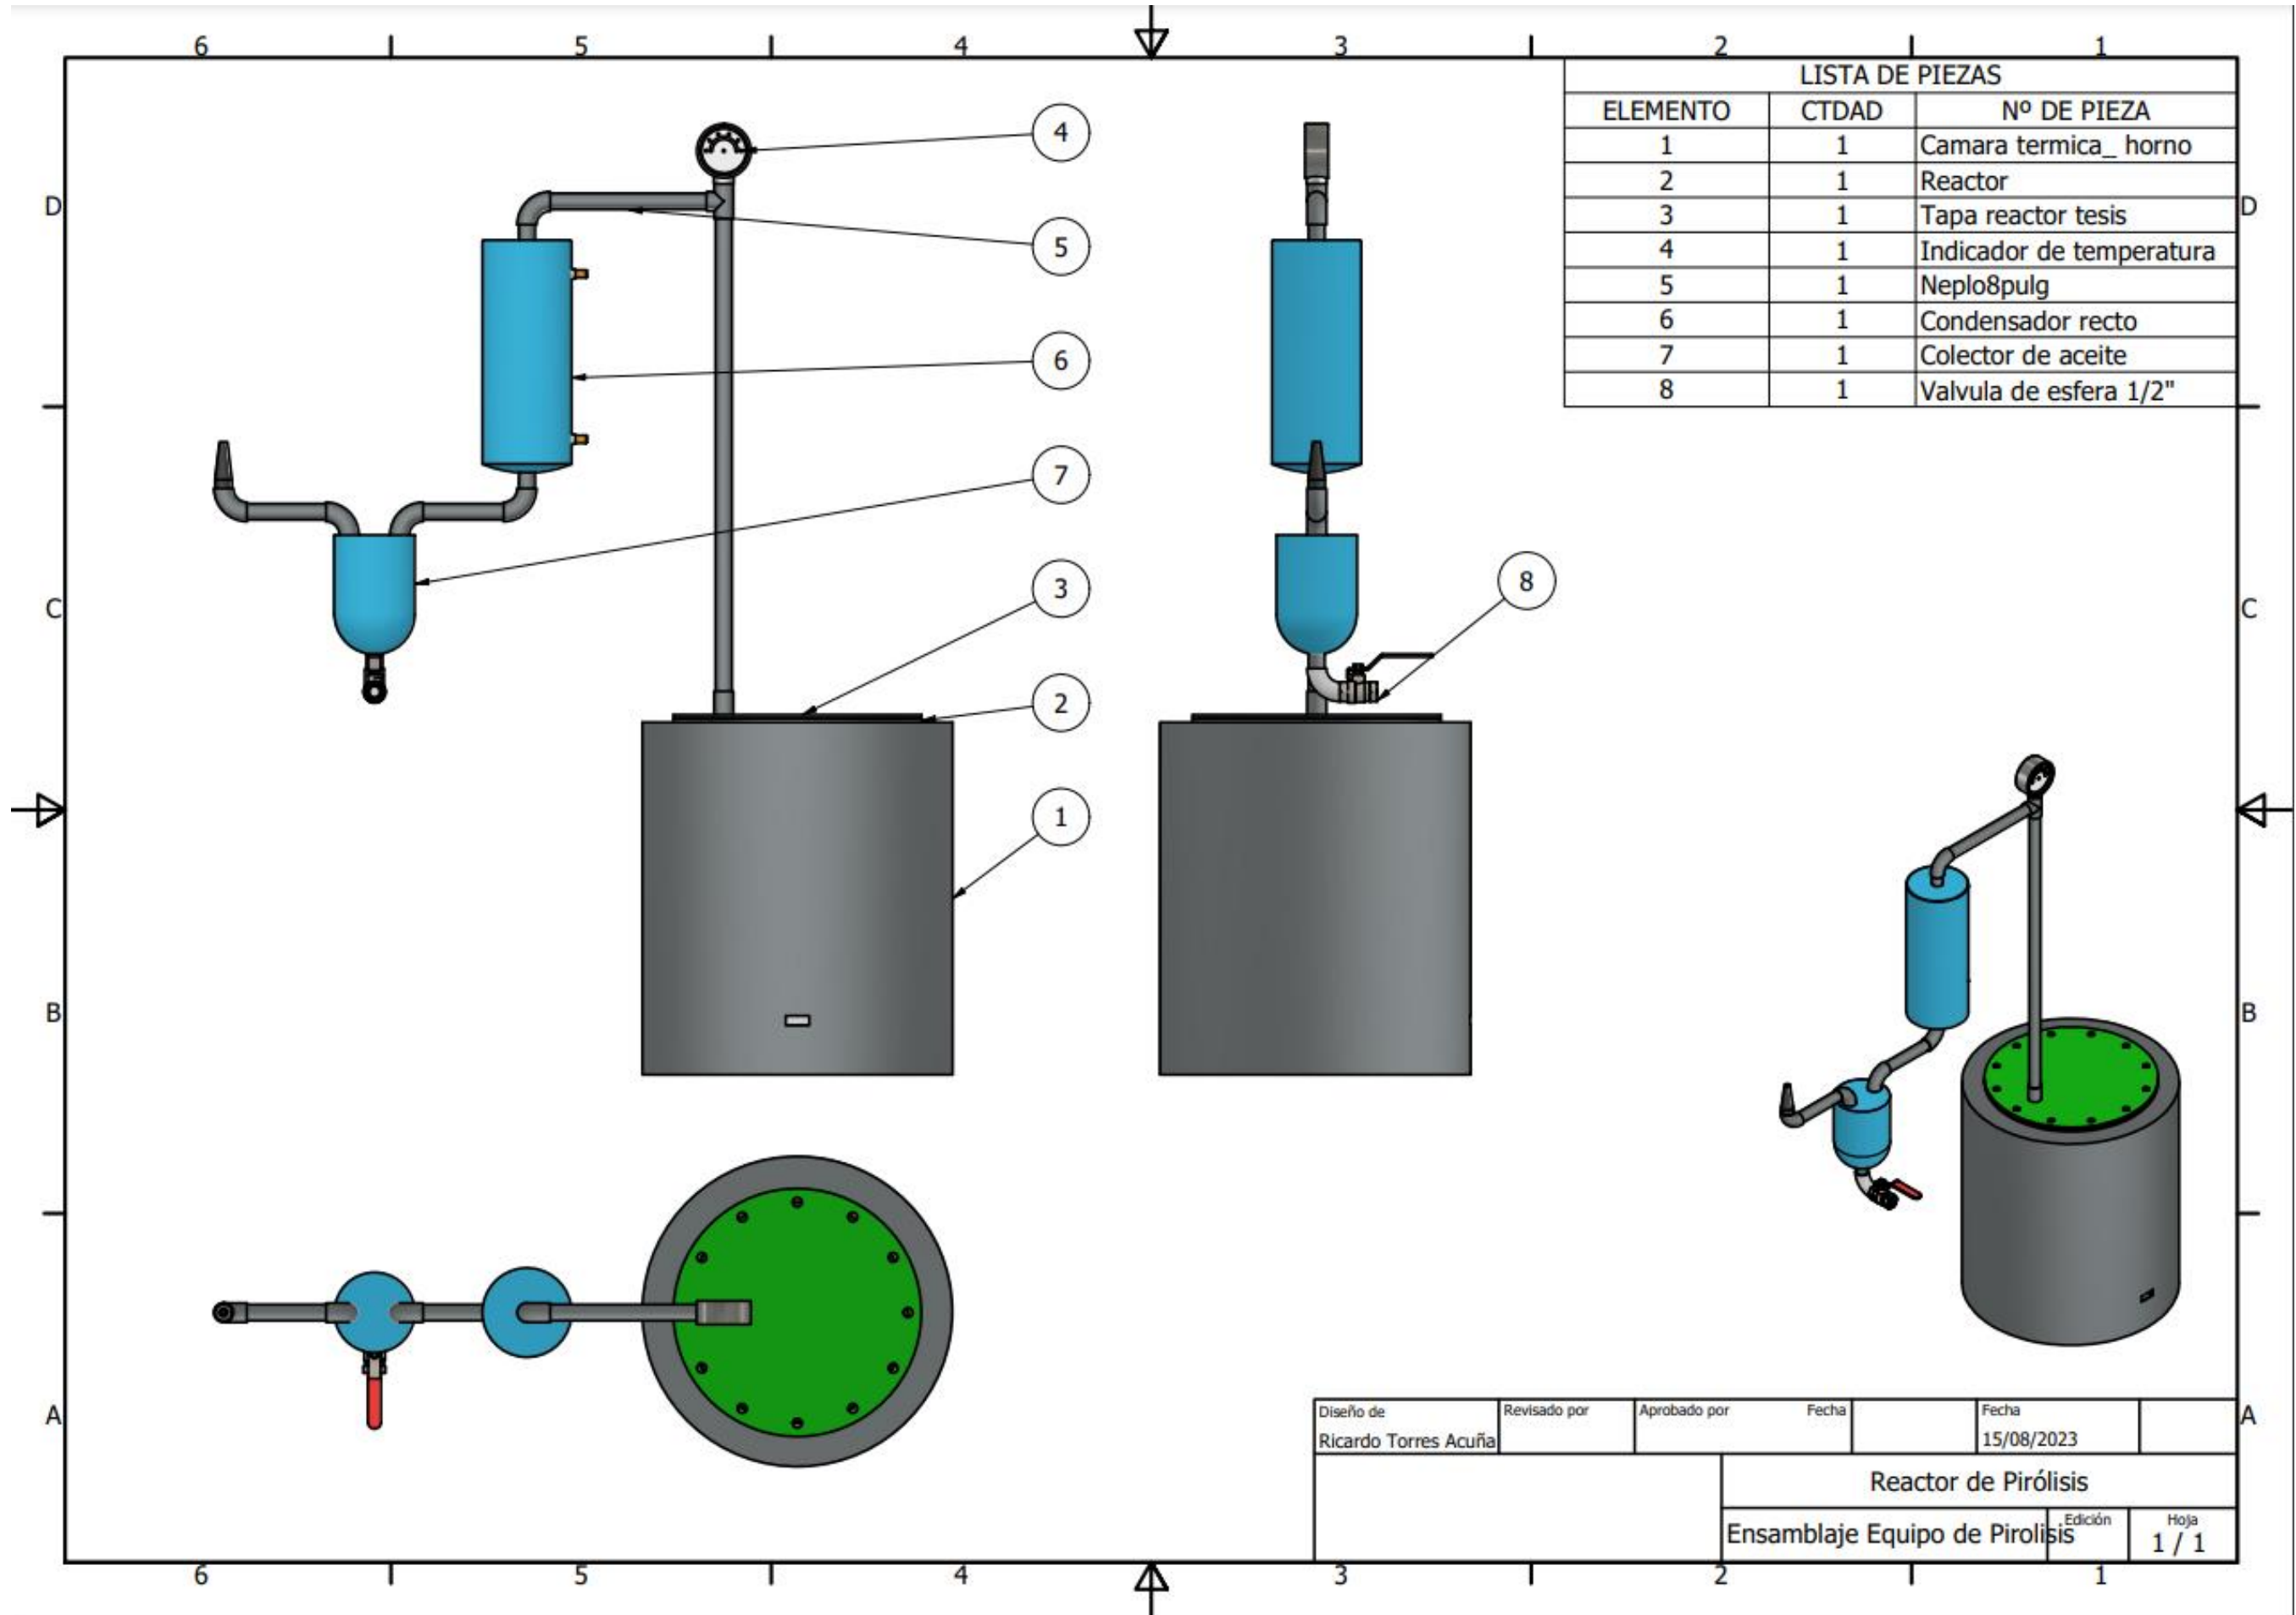 6 5 4 3 2 1
LISTA DE PIEZAS
ELEMENTO CTDAD Nº DE PIEZA
1 1 Camara termica_ horno
2 1 Reactor
3 1 Tapa reactor tesis
4 1 Indicador de temperatura
5 1 Neplo8pulg
6 1 Condensador recto
7 1 Colector de aceite
8 1 Valvula de esfera 1/2"
4
D D
5
6
7
8
3
C C
2
1
B B
A A
Diseño de Revisado por Aprobado por Fecha Fecha
Ricardo Torres Acuña 15/08/2023
Reactor de Pirólisis
Ensamblaje Equipo de Pirolisis Edición Hoja
1 / 1
6 5 4 3 2 1